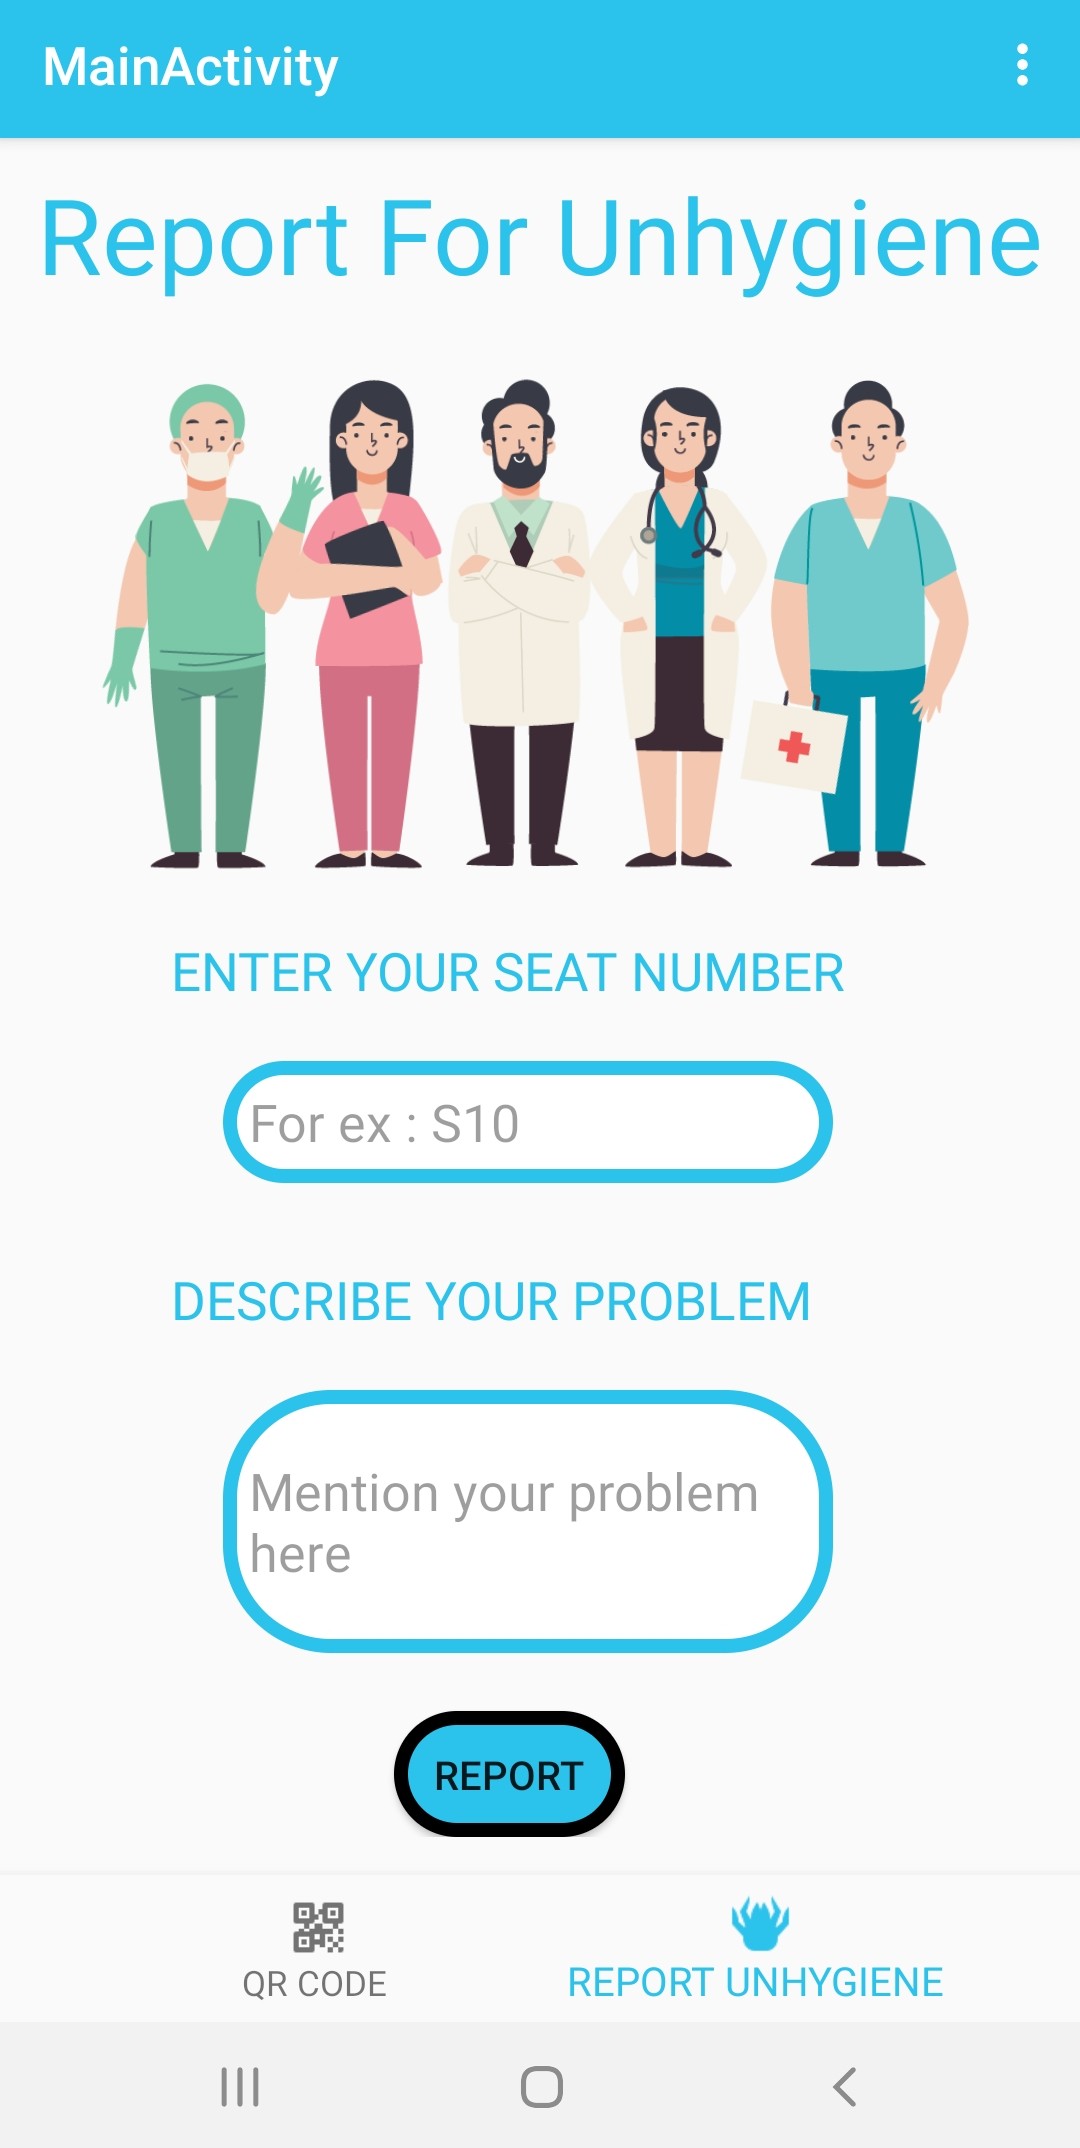 MainActivity
Report For Unhygiene
ENTER YOUR SEAT NUMBER
For ex : S10
DESCRIBE YOUR PROBLEM
Mention your problem
here
REPORT
QR CODE
REPORT UNHYGIENE